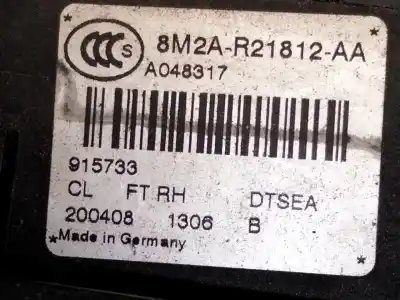 CCC S
8M2A-R21812-AA
A048317
915733
CL FT RH DTSEA
200408 1306 B
Made in Germany